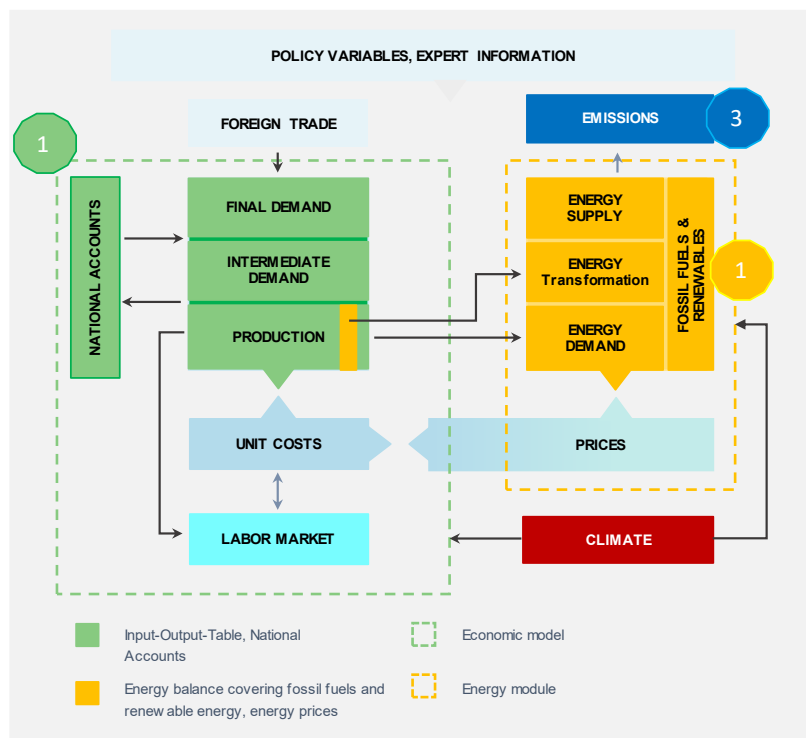 POLICY VARIABLES, EXPERT INFORMATION
FOREIGN TRADE
EMISSIONS
3
1
NATIONAL ACCOUNTS
FINAL DEMAND
INTERMEDIATE
DEMAND
PRODUCTION
ENERGY
SUPPLY
ENERGY
Transformation
ENERGY
DEMAND
FOSSIL FUELS &
RENEWABLES
1
UNIT COSTS
PRICES
LABOR MARKET
CLIMATE
Input-Output-Table, National
Accounts
Economic model
Energy balance covering fossil fuels and
renewable energy, energy prices
Energy module